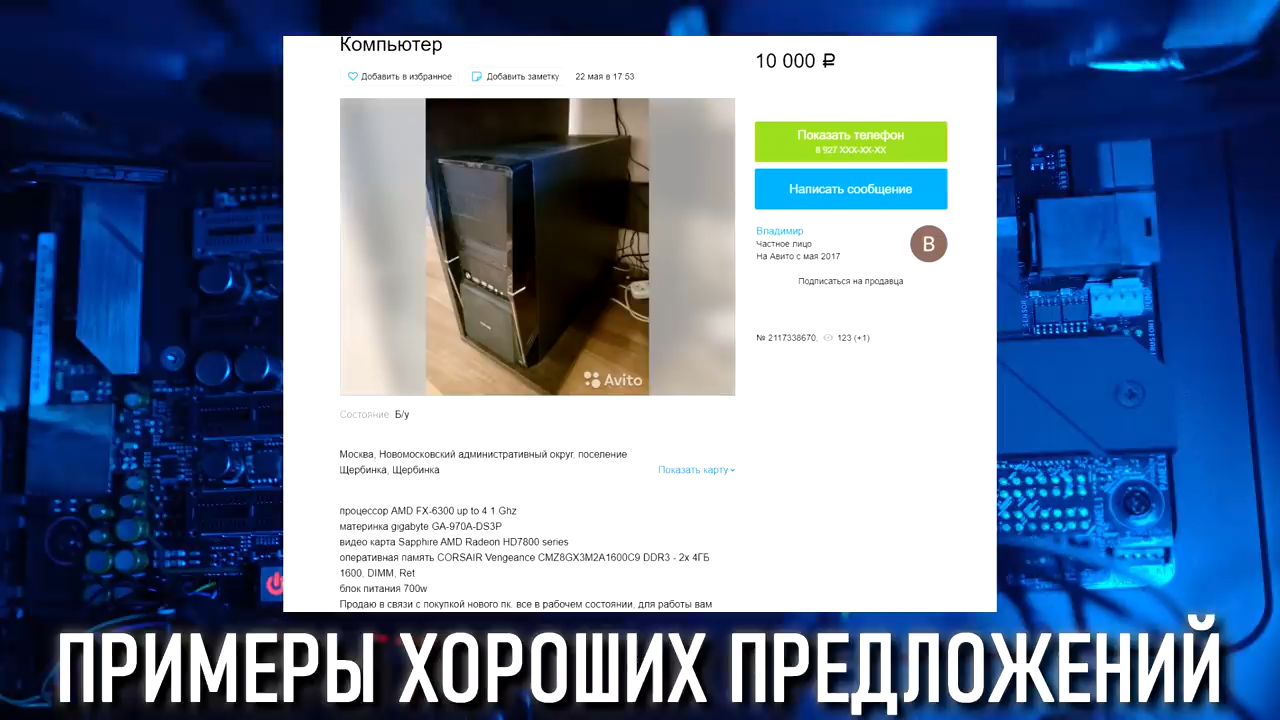 Компьютер
10 000 ₽
Добавить в избранное Добавить заметку 22 мая в 17 53
Показать телефон
8 927 XXX-XX-XX
Написать сообщение
Владимир
Частное лицо
На Авито с мая 2017
В
Подписаться на продавца
№ 2117338670, 123 (+1)
Avito
Состояние Б/у
Москва, Новомосковский административный округ, поселение
Щербинка, Щербинка
Показать карту
процессор AMD FX-6300 up to 4 1 Ghz
материнка gigabyte GA-970A-DS3P
видео карта Sapphire AMD Radeon HD7800 series
оперативная память CORSAIR Vengeance CMZ8GX3M2A1600C9 DDR3 - 2x 4ГБ
1600, DIMM, Ret
блок питания 700w
Продаю в связи с покупкой нового пк. все в рабочем состоянии, для работы вам
ПРИМЕРЫ ХОРОШИХ ПРЕДЛОЖЕНИЙ